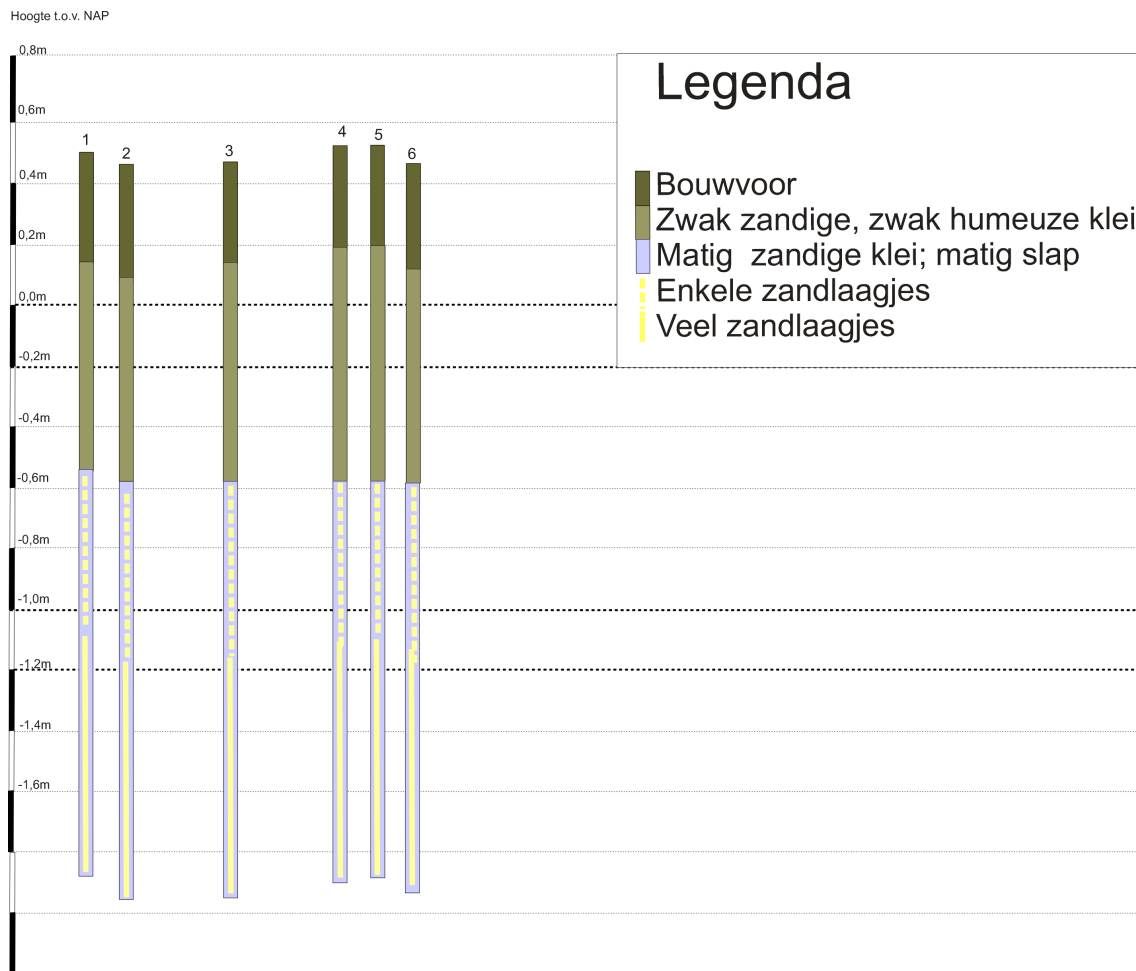 Hoogte t.o.v. NAP
0,8m
0,6m
0,4m
0,2m
0,0m
-0,2m
-0,4m
-0,6m
-0,8m
-1,0m
-1,2m
-1,4m
-1,6m
1
2
3
4
5
6
Legenda
Bouwvoor
Zwak zandige, zwak humeuze klei
Matig zandige klei; matig slap
Enkele zandlaagjes
Veel zandlaagjes